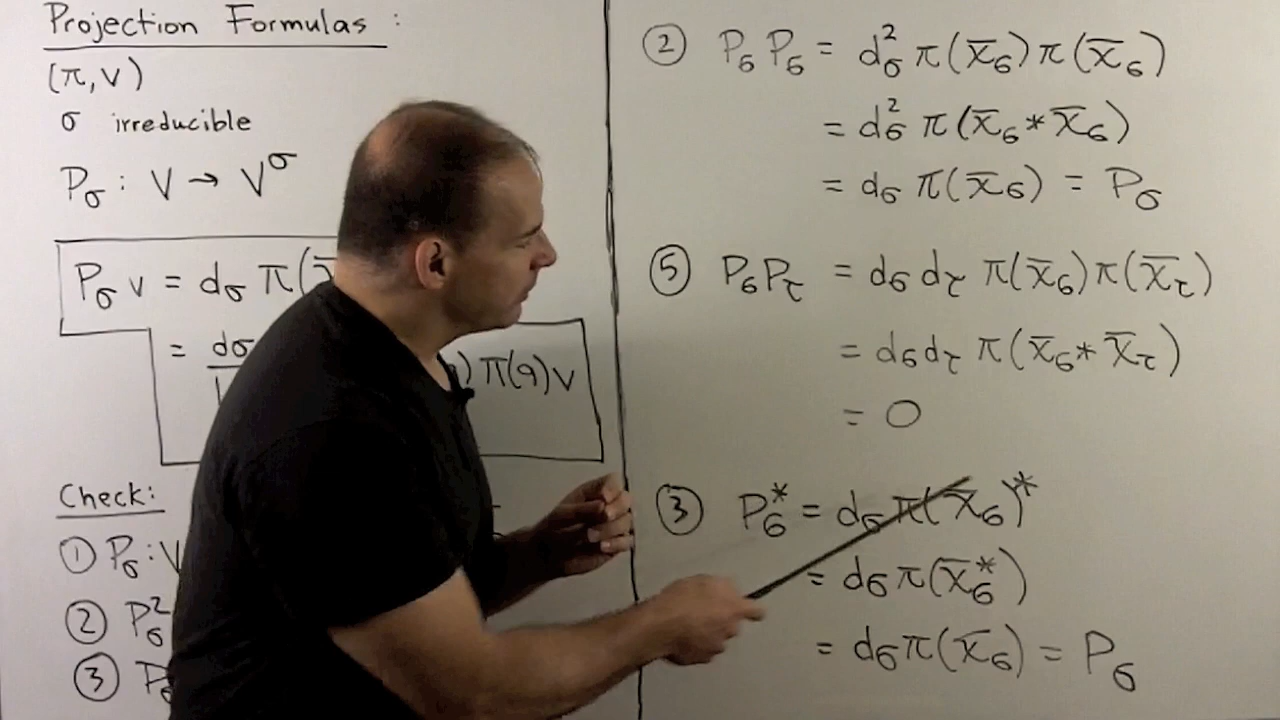 Projection Formulas :
(π, V)
σ irreducible
P_σ : V → V^σ
P_σ v = d_σ π(
= d_σ
) π(g) v
Check:
① P_σ : V
② P_σ^2
③ P_σ
② P_σ P_σ = d_σ^2 π(χ̄_σ) π(χ̄_σ)
= d_σ^2 π(χ̄_σ * χ̄_σ)
= d_σ π(χ̄_σ) = P_σ
⑤ P_σ P_τ = d_σ d_τ π(χ̄_σ) π(χ̄_τ)
= d_σ d_τ π(χ̄_σ * χ̄_τ)
= 0
③ P_σ^* = d_σ π(χ̄_σ)^*
= d_σ π(χ̄_σ^*)
= d_σ π(χ̄_σ) = P_σ